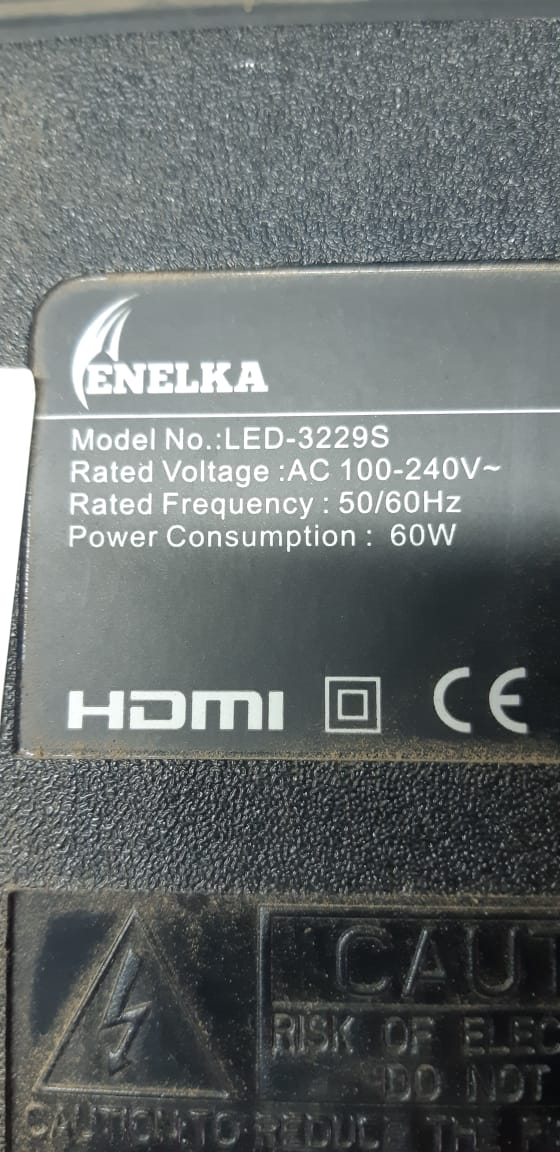 ENELKA
Model No.:LED-3229S
Rated Voltage :AC 100-240V~
Rated Frequency : 50/60Hz
Power Consumption : 60W
HDMI CE
CAUT
RISK OF ELEC
DO NOT
CAUTION:TO REDUCE THE